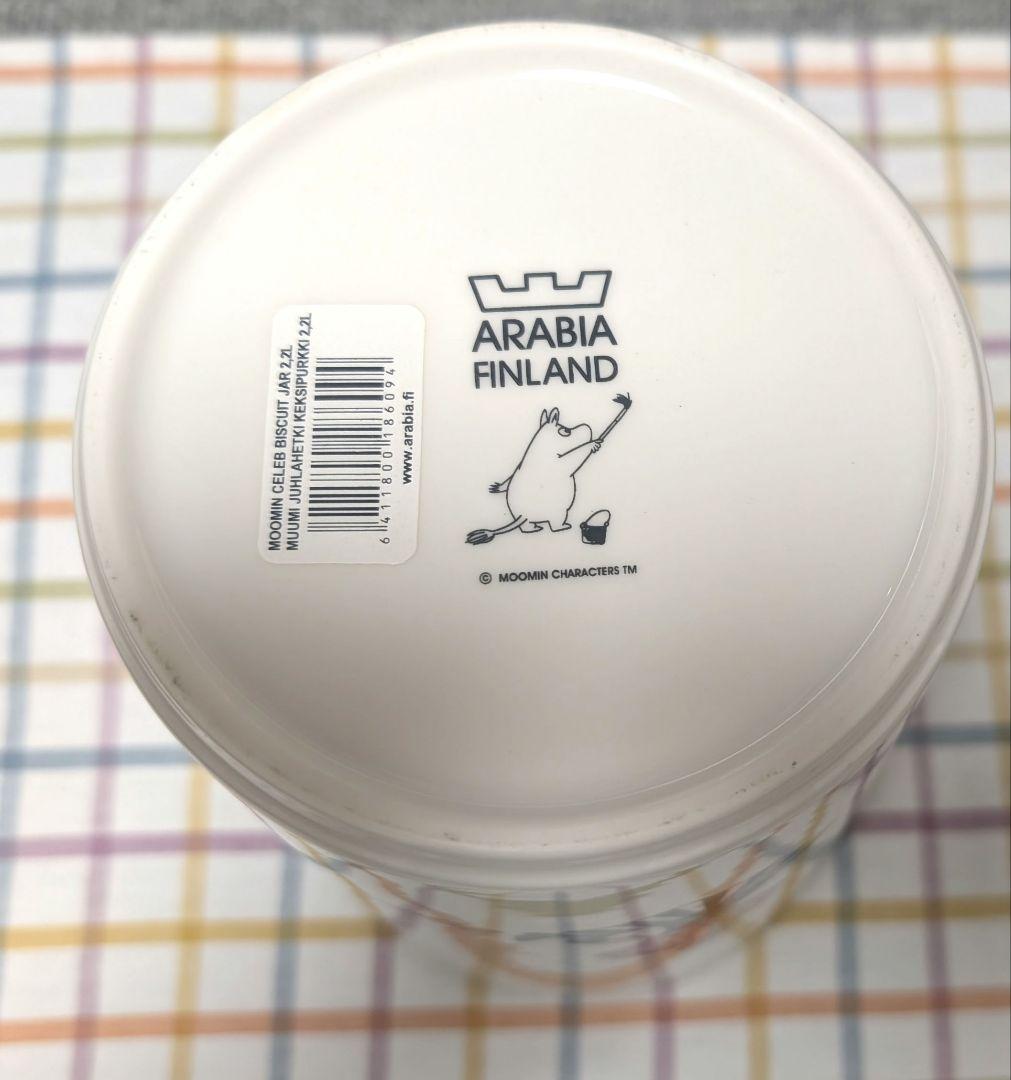 ARABIA
FINLAND
© MOOMIN CHARACTERS TM
MOOMIN CELEB BISCUIT JAR 2,2L
MUUMI JUHLAHETKI KEKSIPURKKI 2,2L
6 411800 186094
www.arabia.fi